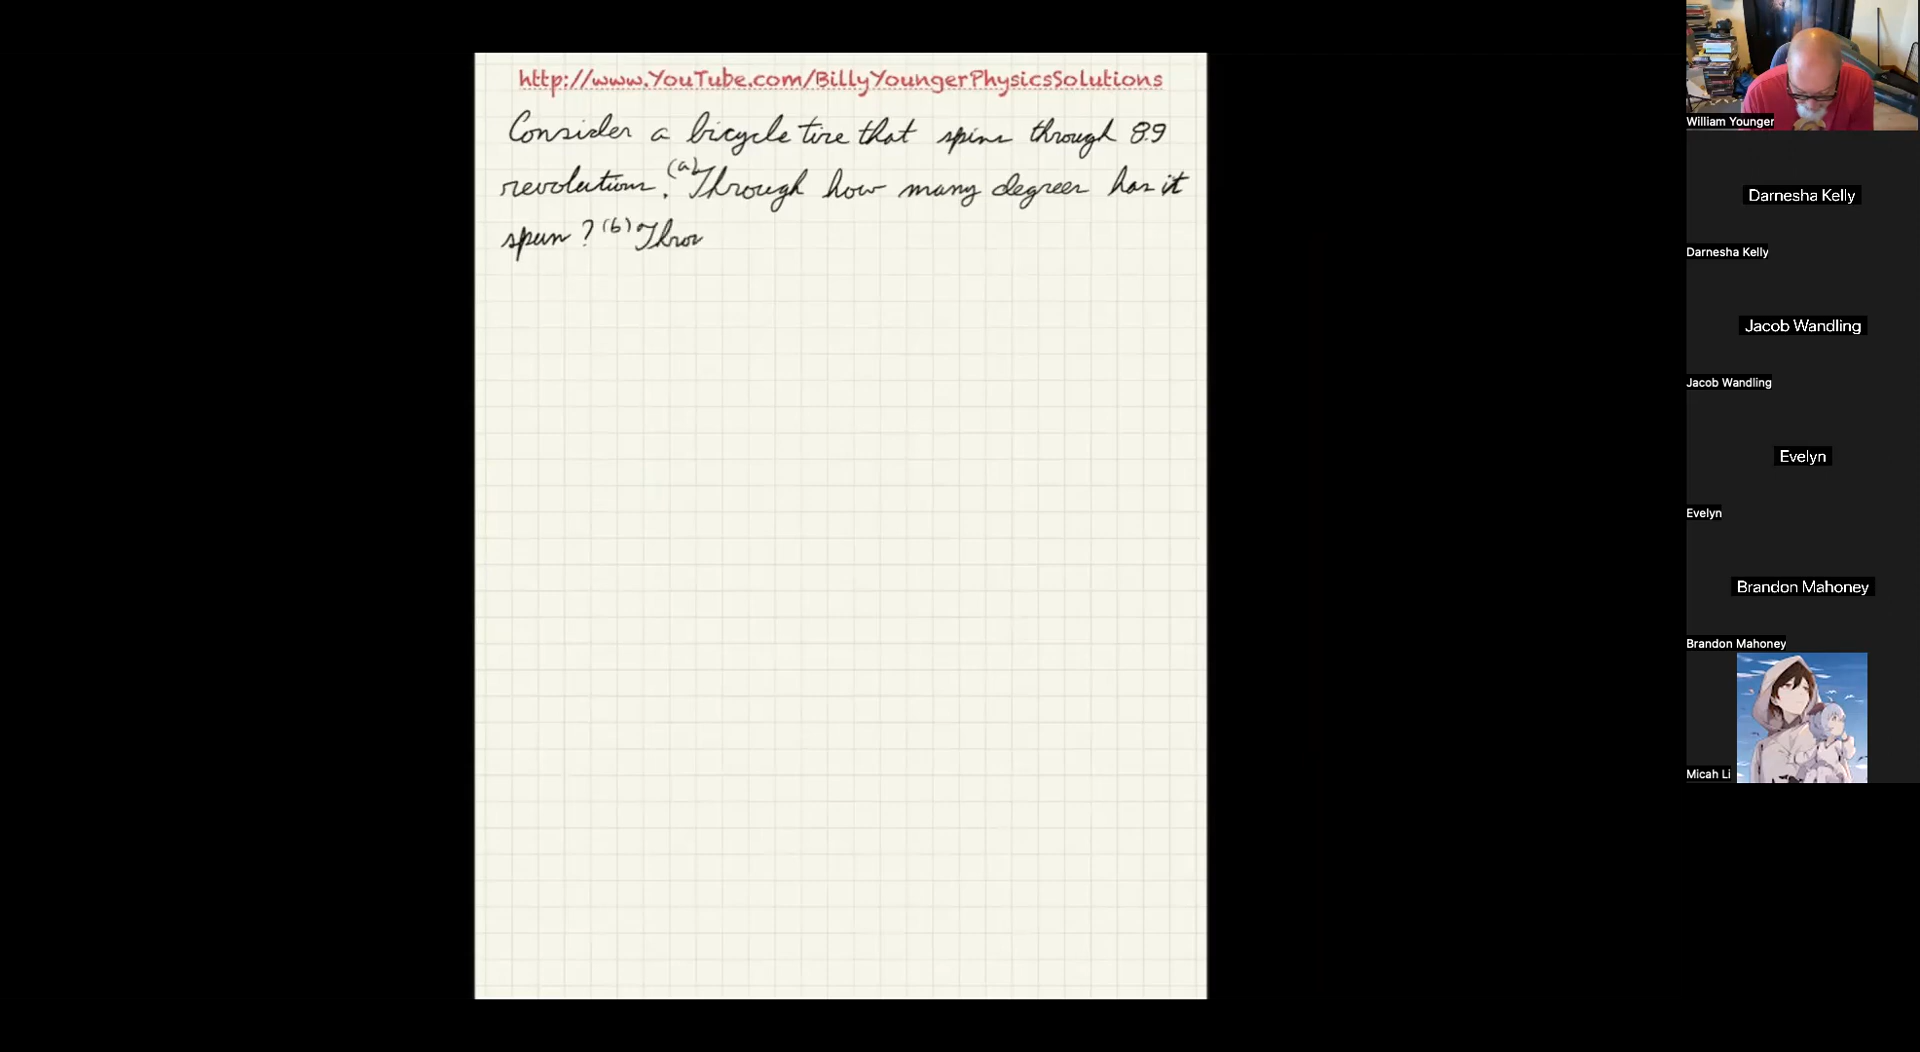 http://www.YouTube.com/BillyYoungerPhysicsSolutions
Consider a bicycle tire that spins through 8.9
revolutions. (a) Through how many degrees has it
spun? (b) Throu
William Younger
Darnesha Kelly
Darnesha Kelly
Jacob Wandling
Jacob Wandling
Evelyn
Evelyn
Brandon Mahoney
Brandon Mahoney
Micah Li